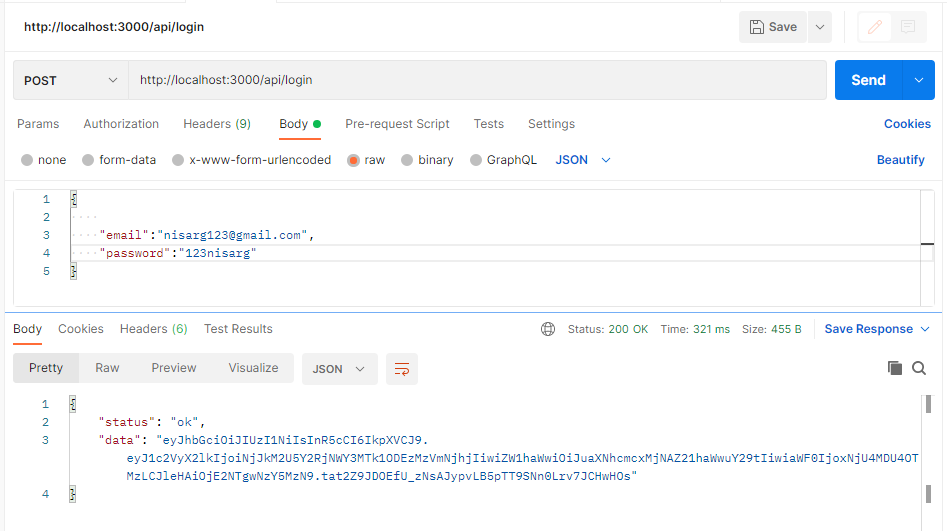 http://localhost:3000/api/login
Save
POST
http://localhost:3000/api/login
Send
Params Authorization Headers (9) Body Pre-request Script Tests Settings Cookies
none form-data x-www-form-urlencoded raw binary GraphQL JSON Beautify
1 {
2
3 "email":"nisarg123@gmail.com",
4 "password":"123nisarg"
5 }
Body Cookies Headers (6) Test Results Status: 200 OK Time: 321 ms Size: 455 B Save Response
Pretty Raw Preview Visualize JSON
1 {
2 "status": "ok",
3 "data": "eyJhbGciOiJIUzI1NiIsInR5cCI6IkpXVCJ9.
eyJ1c2VyX2lkIjoiNjJkM2U5Y2RjNWY3MTk1ODEzMzVmNjhjIiwiZW1haWwiOiJuaXNhcmcxMjNAZ21haWwuY29tIiwiaWF0IjoxNjU4MDU4OT
MzLCJleHAiOjE2NTgwNzY5MzN9.tat2Z9JDOEfU_zNsAJypvLB5pTT9SNn0Lrv7JCHwHOs"
4 }